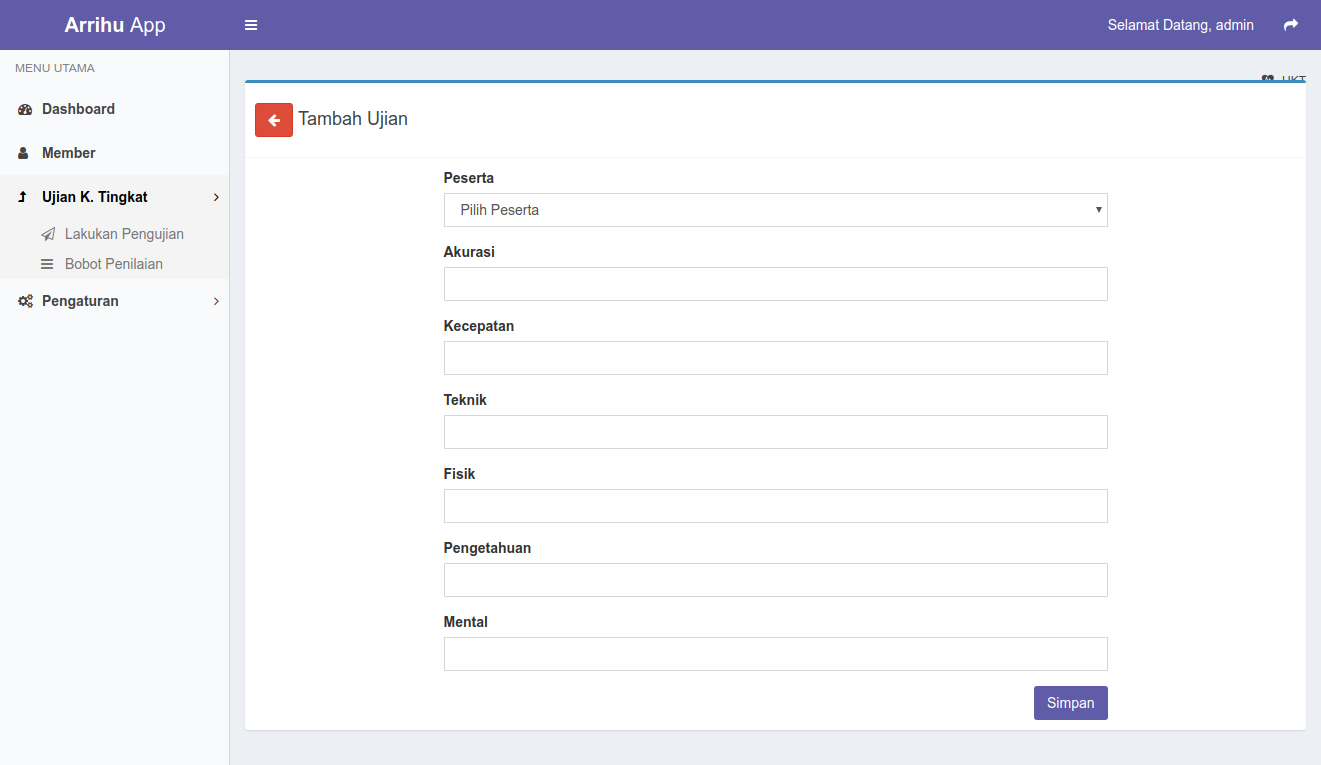 Arrihu App
Selamat Datang, admin
MENU UTAMA
Dashboard
Member
Ujian K. Tingkat
Lakukan Pengujian
Bobot Penilaian
Pengaturan
UKT
Tambah Ujian
Peserta
Pilih Peserta
Akurasi
Kecepatan
Teknik
Fisik
Pengetahuan
Mental
Simpan